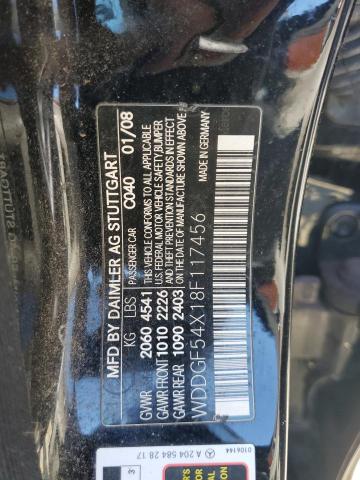 MFD BY DAIMLER AG STUTTGART
PASSENGER CAR C040 01/08
KG LBS
GVWR 2060 4541
GAWR FRONT 1010 2226
GAWR REAR 1090 2403
THIS VEHICLE CONFORMS TO ALL APPLICABLE
U.S. FEDERAL MOTOR VEHICLE SAFETY, BUMPER
AND THEFT PREVENTION STANDARDS IN EFFECT
ON THE DATE OF MANUFACTURE SHOWN ABOVE
WDDGF54X18F117456
MADE IN GERMANY
0106144
A 204 584 28 17